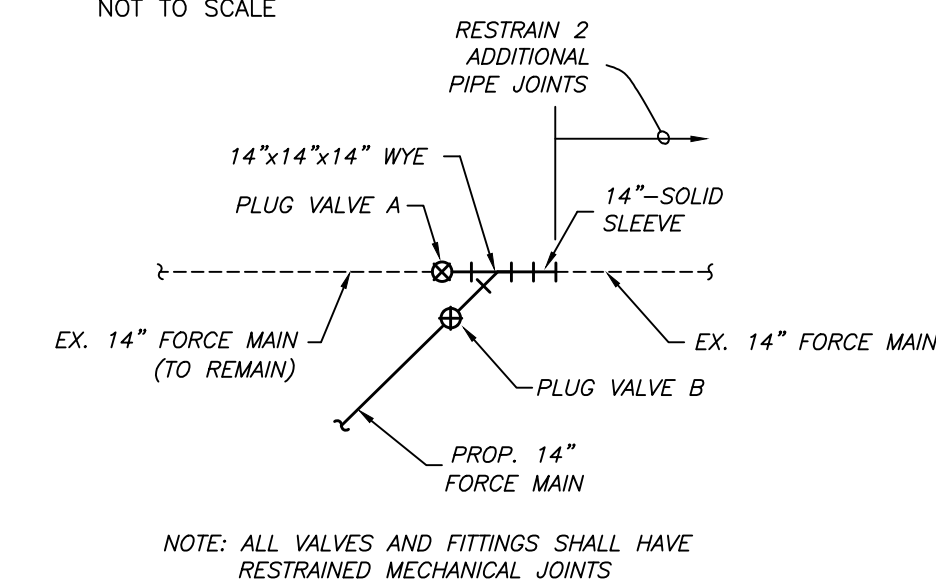 NOT TO SCALE
RESTRAIN 2
ADDITIONAL
PIPE JOINTS
14"x14"x14" WYE
PLUG VALVE A
14"-SOLID
SLEEVE
EX. 14" FORCE MAIN
(TO REMAIN)
EX. 14" FORCE MAIN
PLUG VALVE B
PROP. 14"
FORCE MAIN
NOTE: ALL VALVES AND FITTINGS SHALL HAVE
RESTRAINED MECHANICAL JOINTS